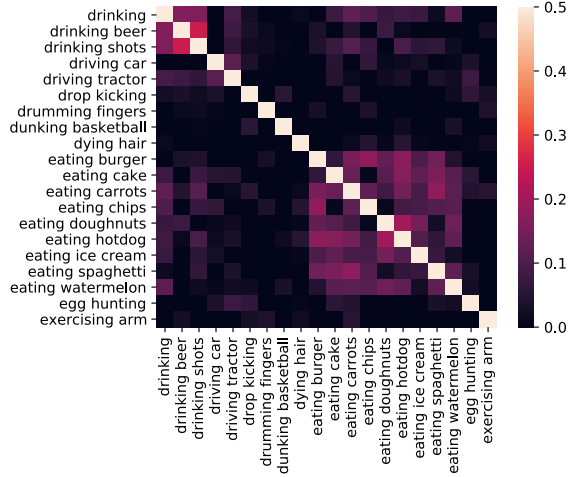 drinking
drinking beer
drinking shots
driving car
driving tractor
drop kicking
drumming fingers
dunking basketball
dying hair
eating burger
eating cake
eating carrots
eating chips
eating doughnuts
eating hotdog
eating ice cream
eating spaghetti
eating watermelon
egg hunting
exercising arm
0.5
0.4
0.3
0.2
0.1
0.0
drinking
drinking beer
drinking shots
driving car
driving tractor
drop kicking
drumming fingers
dunking basketball
dying hair
eating burger
eating cake
eating carrots
eating chips
eating doughnuts
eating hotdog
eating ice cream
eating spaghetti
eating watermelon
egg hunting
exercising arm